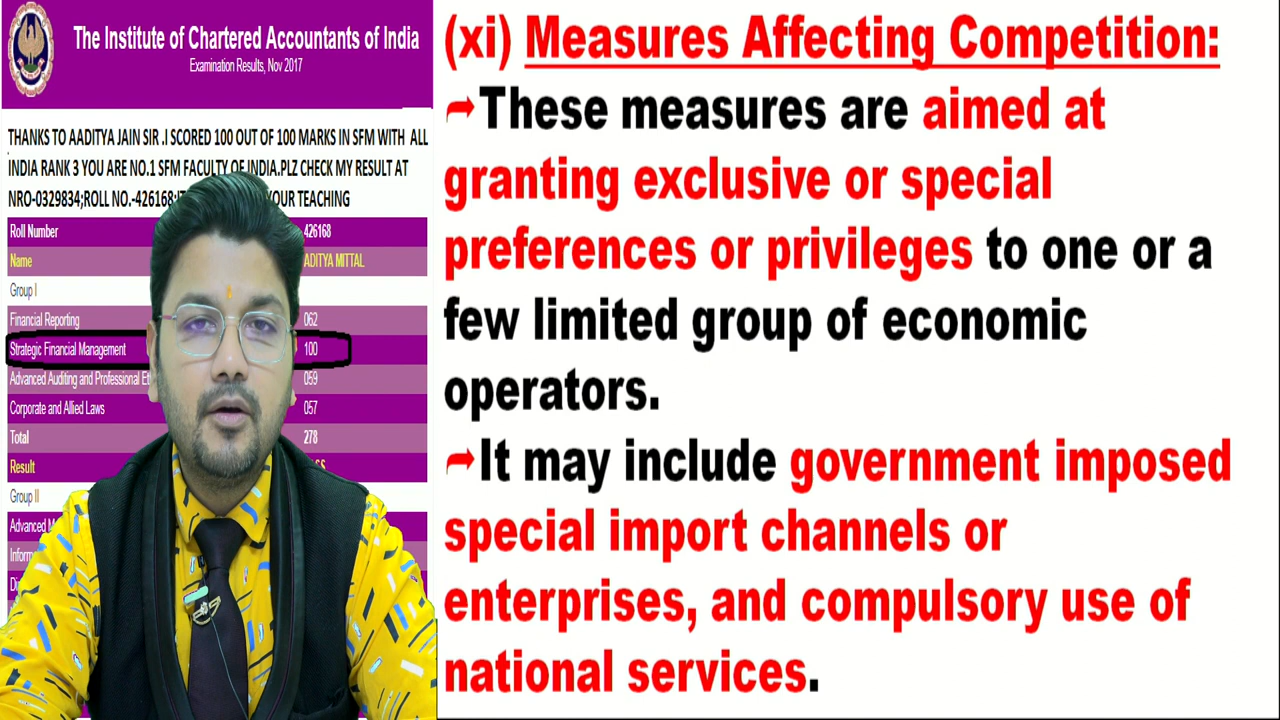 The Institute of Chartered Accountants of India
Examination Results, Nov 2017
THANKS TO AADITYA JAIN SIR .I SCORED 100 OUT OF 100 MARKS IN SFM WITH ALL
INDIA RANK 3 YOU ARE NO.1 SFM FACULTY OF INDIA.PLZ CHECK MY RESULT AT
NRO-0329834;ROLL NO.-426168; YOUR TEACHING
Roll Number 426168
Name ADITYA MITTAL
Group I
Financial Reporting 062
Strategic Financial Management 100
Advanced Auditing and Professional 059
Corporate and Allied Laws 057
Total 278
Result
Group II
Advanced
(xi) Measures Affecting Competition:
➦These measures are aimed at
granting exclusive or special
preferences or privileges to one or a
few limited group of economic
operators.
➦It may include government imposed
special import channels or
enterprises, and compulsory use of
national services.